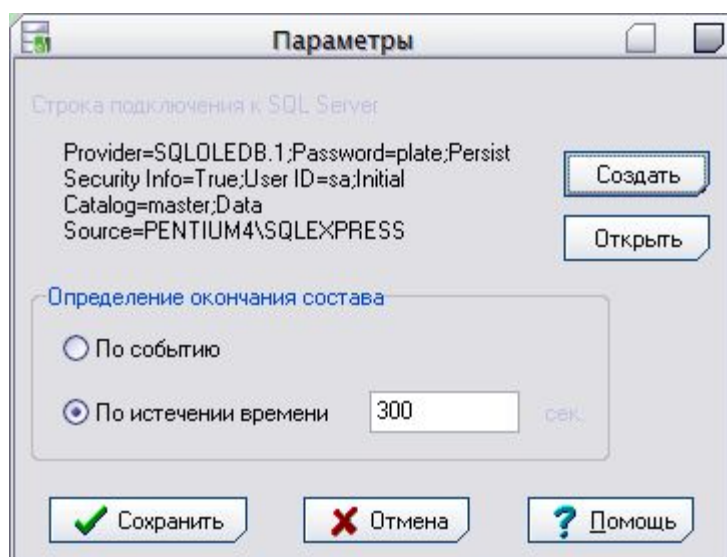 Параметры
Строка подключения к SQL Server
Provider=SQLOLEDB.1;Password=plate;Persist
Security Info=True;User ID=sa;Initial
Catalog=master;Data
Source=PENTIUM4\SQLEXPRESS
Создать
Открыть
Определение окончания состава
По событию
По истечении времени 300 сек.
Сохранить Отмена Помощь